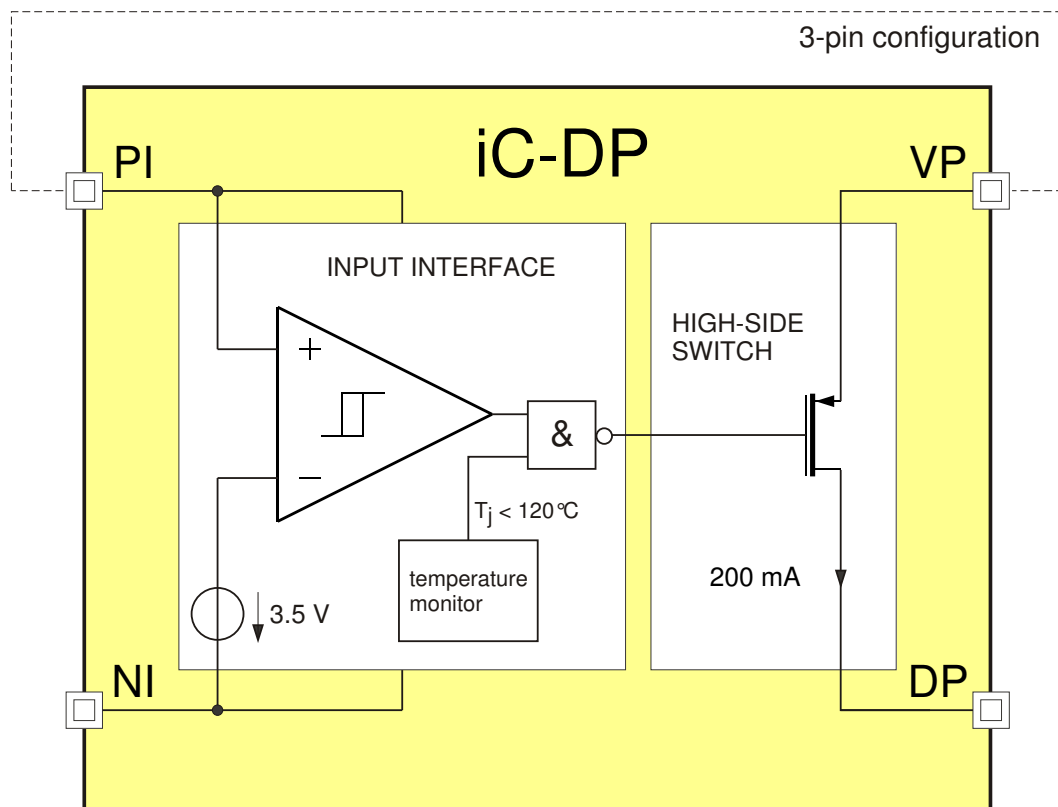 3-pin configuration
iC-DP
PI
VP
INPUT INTERFACE
HIGH-SIDE
SWITCH
+
&
−
Tj < 120°C
temperature
monitor
200 mA
3.5 V
NI
DP